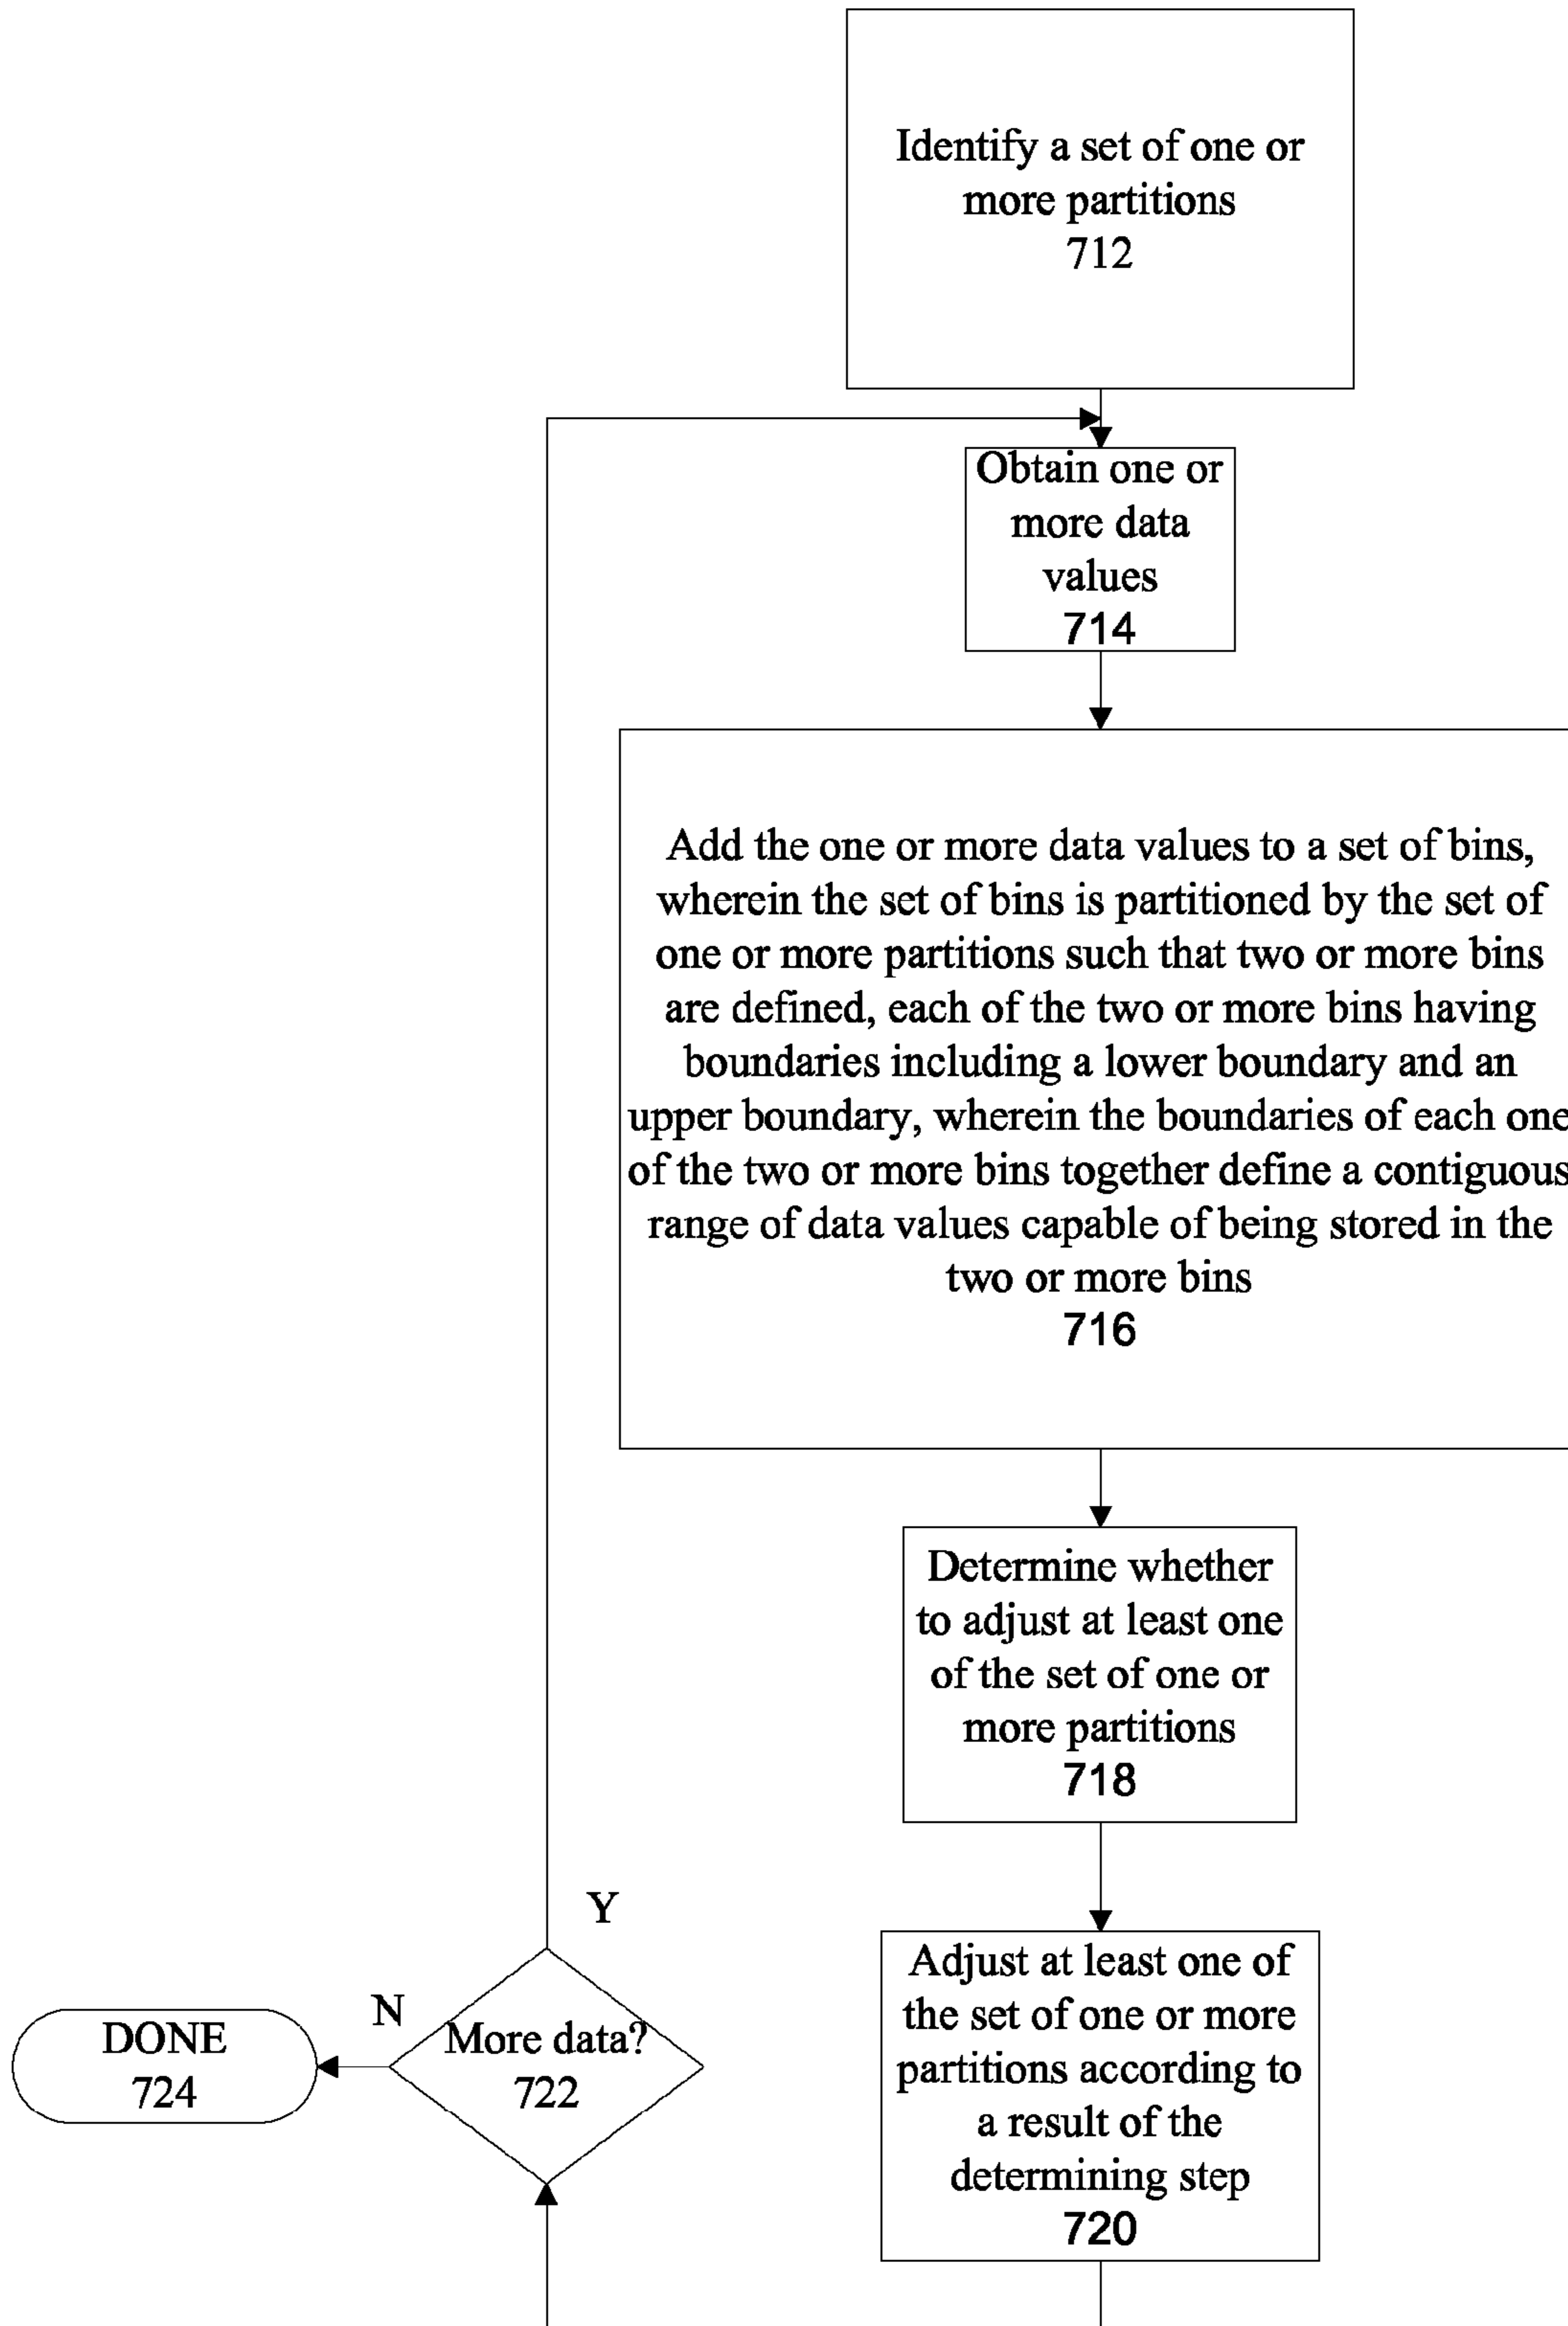 Identify a set of one or
more partitions
712
Obtain one or
more data
values
714
Add the one or more data values to a set of bins,
wherein the set of bins is partitioned by the set of
one or more partitions such that two or more bins
are defined, each of the two or more bins having
boundaries including a lower boundary and an
upper boundary, wherein the boundaries of each one
of the two or more bins together define a contiguous
range of data values capable of being stored in the
two or more bins
716
Determine whether
to adjust at least one
of the set of one or
more partitions
718
Adjust at least one of
the set of one or more
partitions according to
a result of the
determining step
720
Y
More data?
722
N
DONE
724